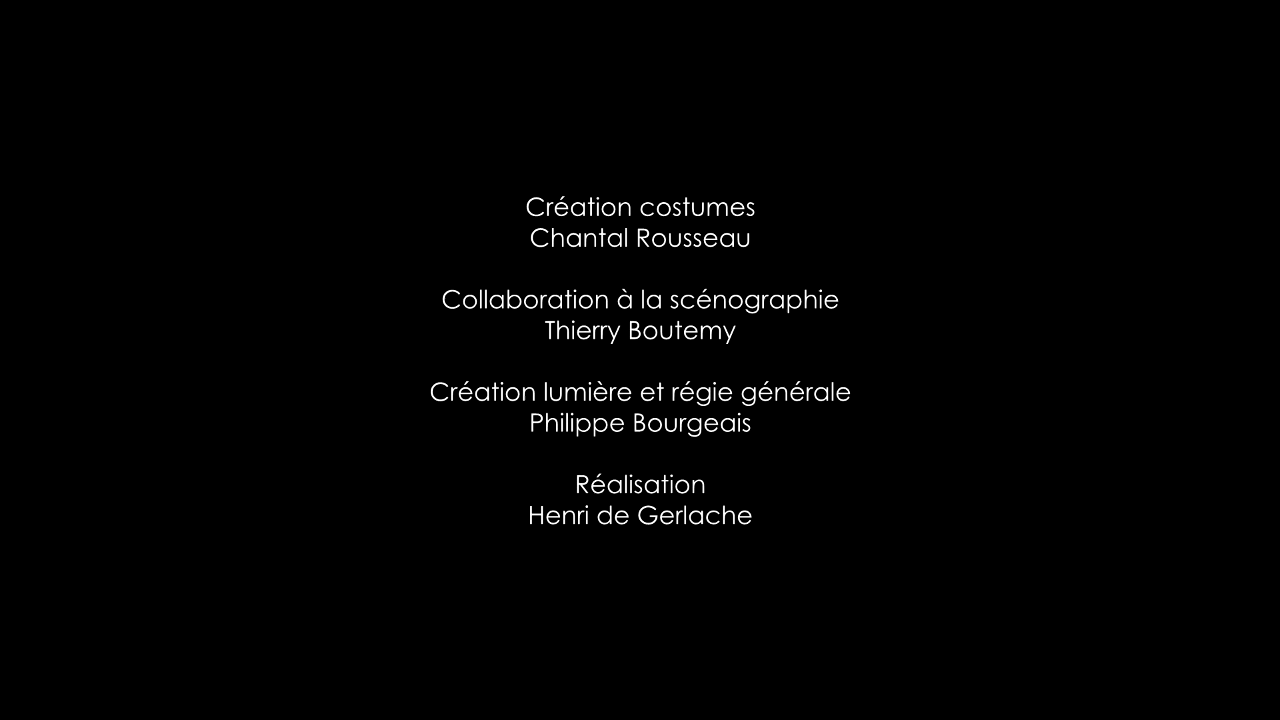 Création costumes
Chantal Rousseau
Collaboration à la scénographie
Thierry Boutemy
Création lumière et régie générale
Philippe Bourgeais
Réalisation
Henri de Gerlache